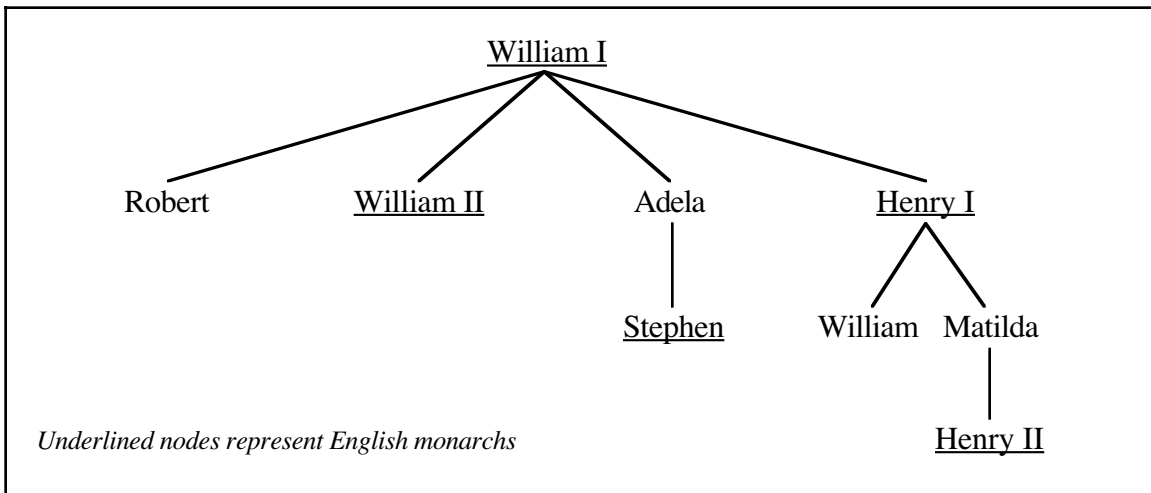 William I
Robert William II Adela Henry I
Stephen William Matilda
Underlined nodes represent English monarchs
Henry II